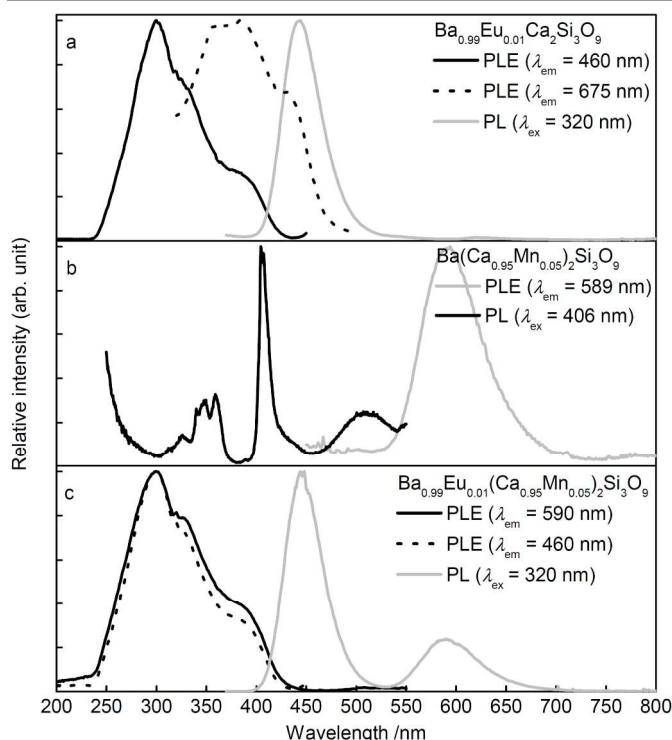 a
Ba0.99Eu0.01Ca2Si3O9
PLE (λem = 460 nm)
PLE (λem = 675 nm)
PL (λex = 320 nm)
b
Ba(Ca0.95Mn0.05)2Si3O9
PLE (λem = 589 nm)
PL (λex = 406 nm)
c
Ba0.99Eu0.01(Ca0.95Mn0.05)2Si3O9
PLE (λem = 590 nm)
PLE (λem = 460 nm)
PL (λex = 320 nm)
Relative intensity (arb. unit)
200 250 300 350 400 450 500 550 600 650 700 750 800
Wavelength /nm